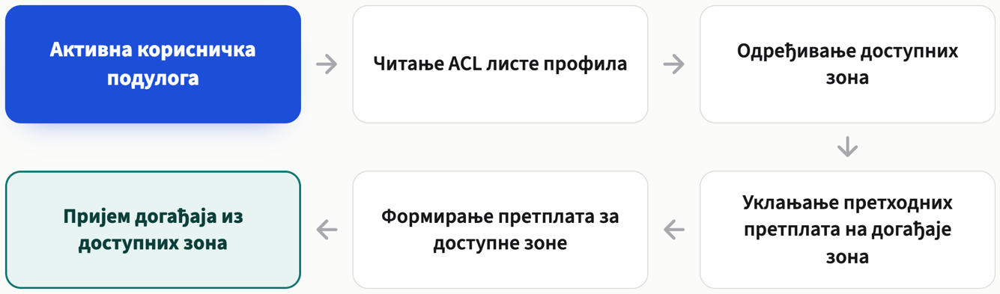 Активна корисничка
подулога
Читање ACL листе профила
Одређивање доступних
зона
Уклањање претходних
претплата на догађаје
зона
Формирање претплата за
доступне зоне
Пријем догађаја из
доступних зона